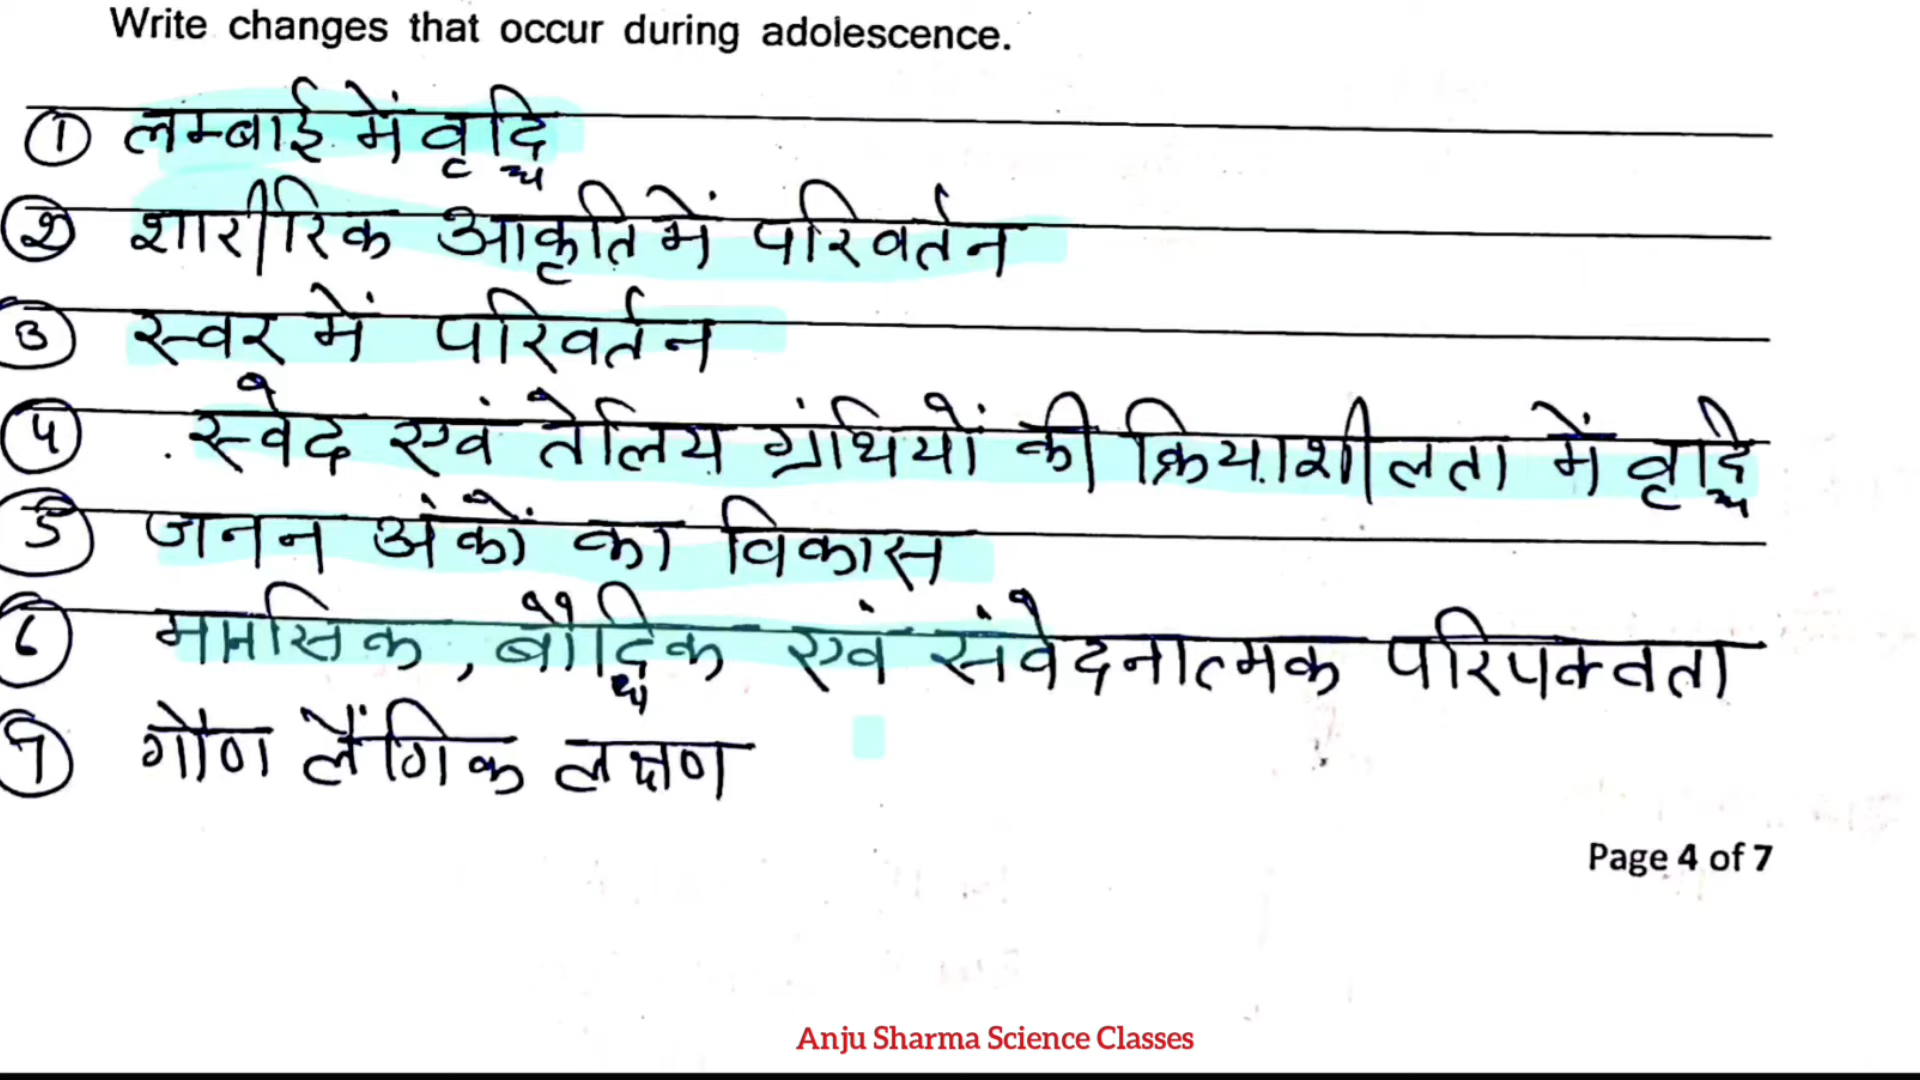 Write changes that occur during adolescence.
① लम्बाई में वृद्धि
② शारीरिक आकृति में परिवर्तन
③ स्वर में परिवर्तन
④ स्वेद एवं तेलिय ग्रंथियों की क्रियाशीलता में वृद्धि
⑤ जनन अंकों का विकास
⑥ मानसिक, बौद्धिक एवं संवेदनात्मक परिपक्वता
⑦ गोण लैंगिक लक्षण
Page 4 of 7
Anju Sharma Science Classes